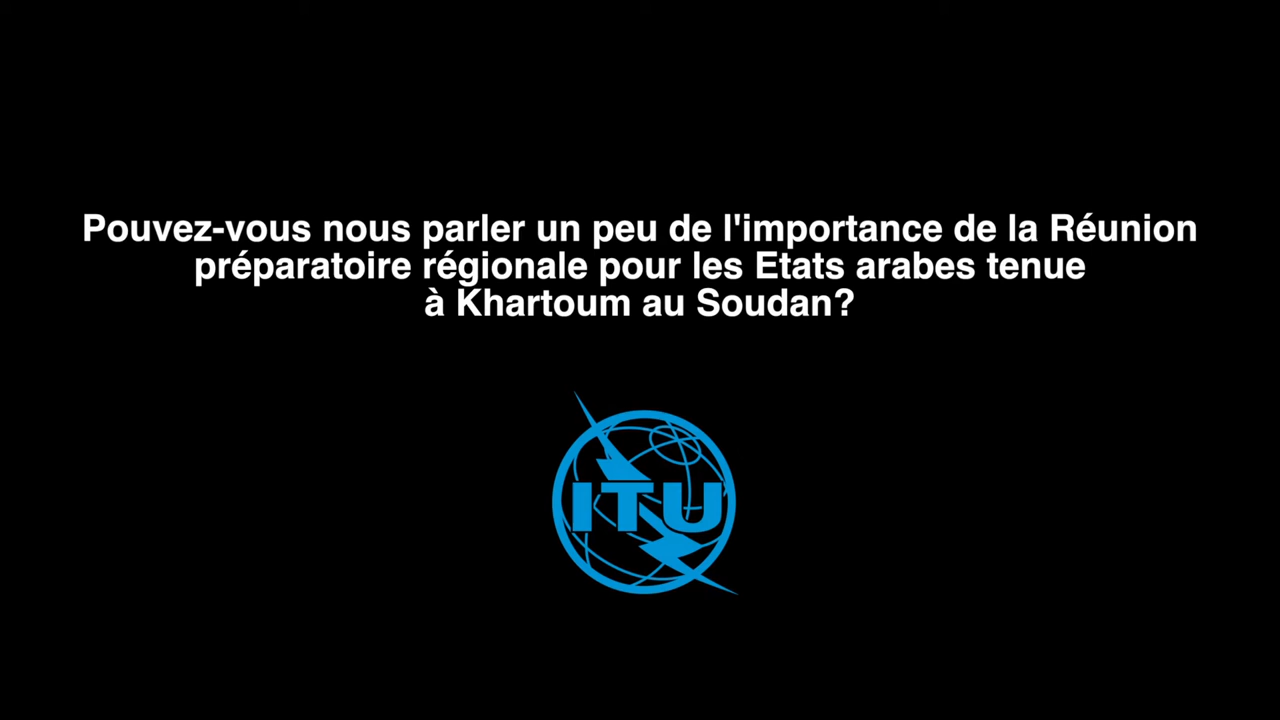 Pouvez-vous nous parler un peu de l'importance de la Réunion
préparatoire régionale pour les Etats arabes tenue
à Khartoum au Soudan?
ITU